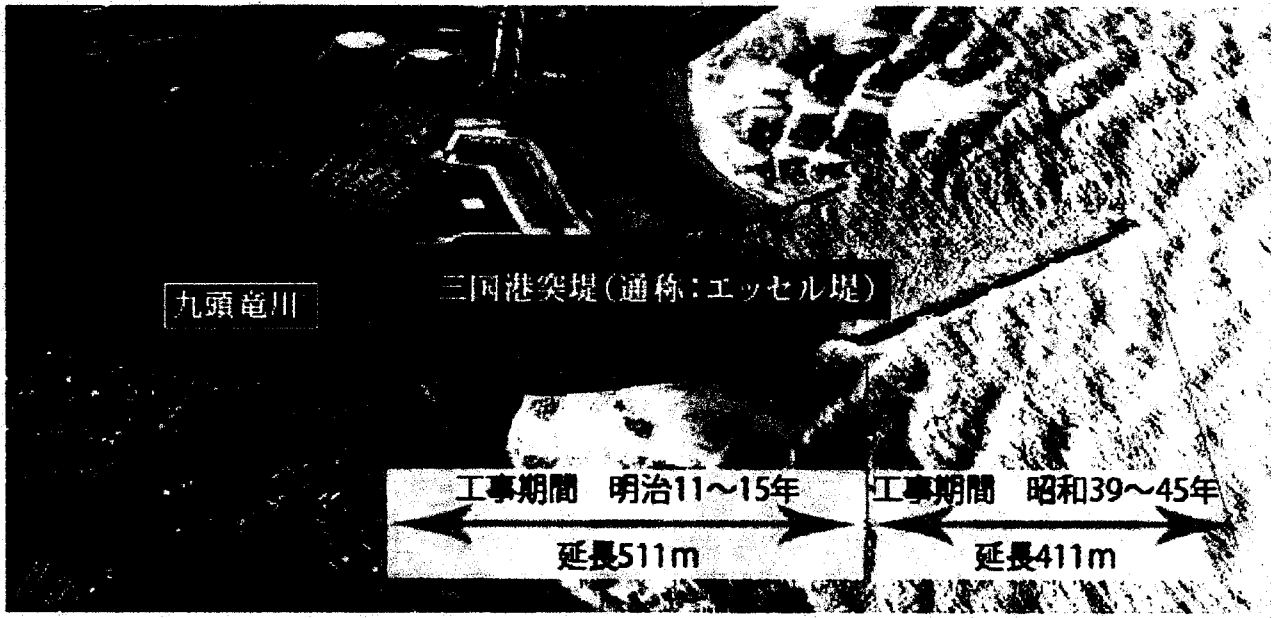 九頭竜川
三国港突堤(通称:エッセル堤)
工事期間 明治11~15年
延長511m
工事期間 昭和39~45年
延長411m